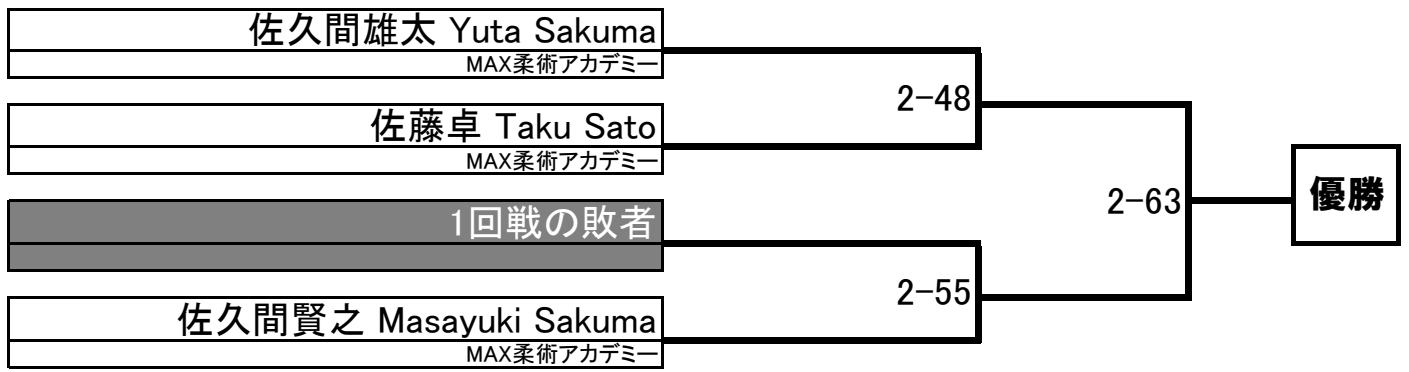 佐久間雄太 Yuta Sakuma
MAX柔術アカデミー
2-48
佐藤卓 Taku Sato
MAX柔術アカデミー
2-63
優勝
1回戦の敗者
2-55
佐久間賢之 Masayuki Sakuma
MAX柔術アカデミー